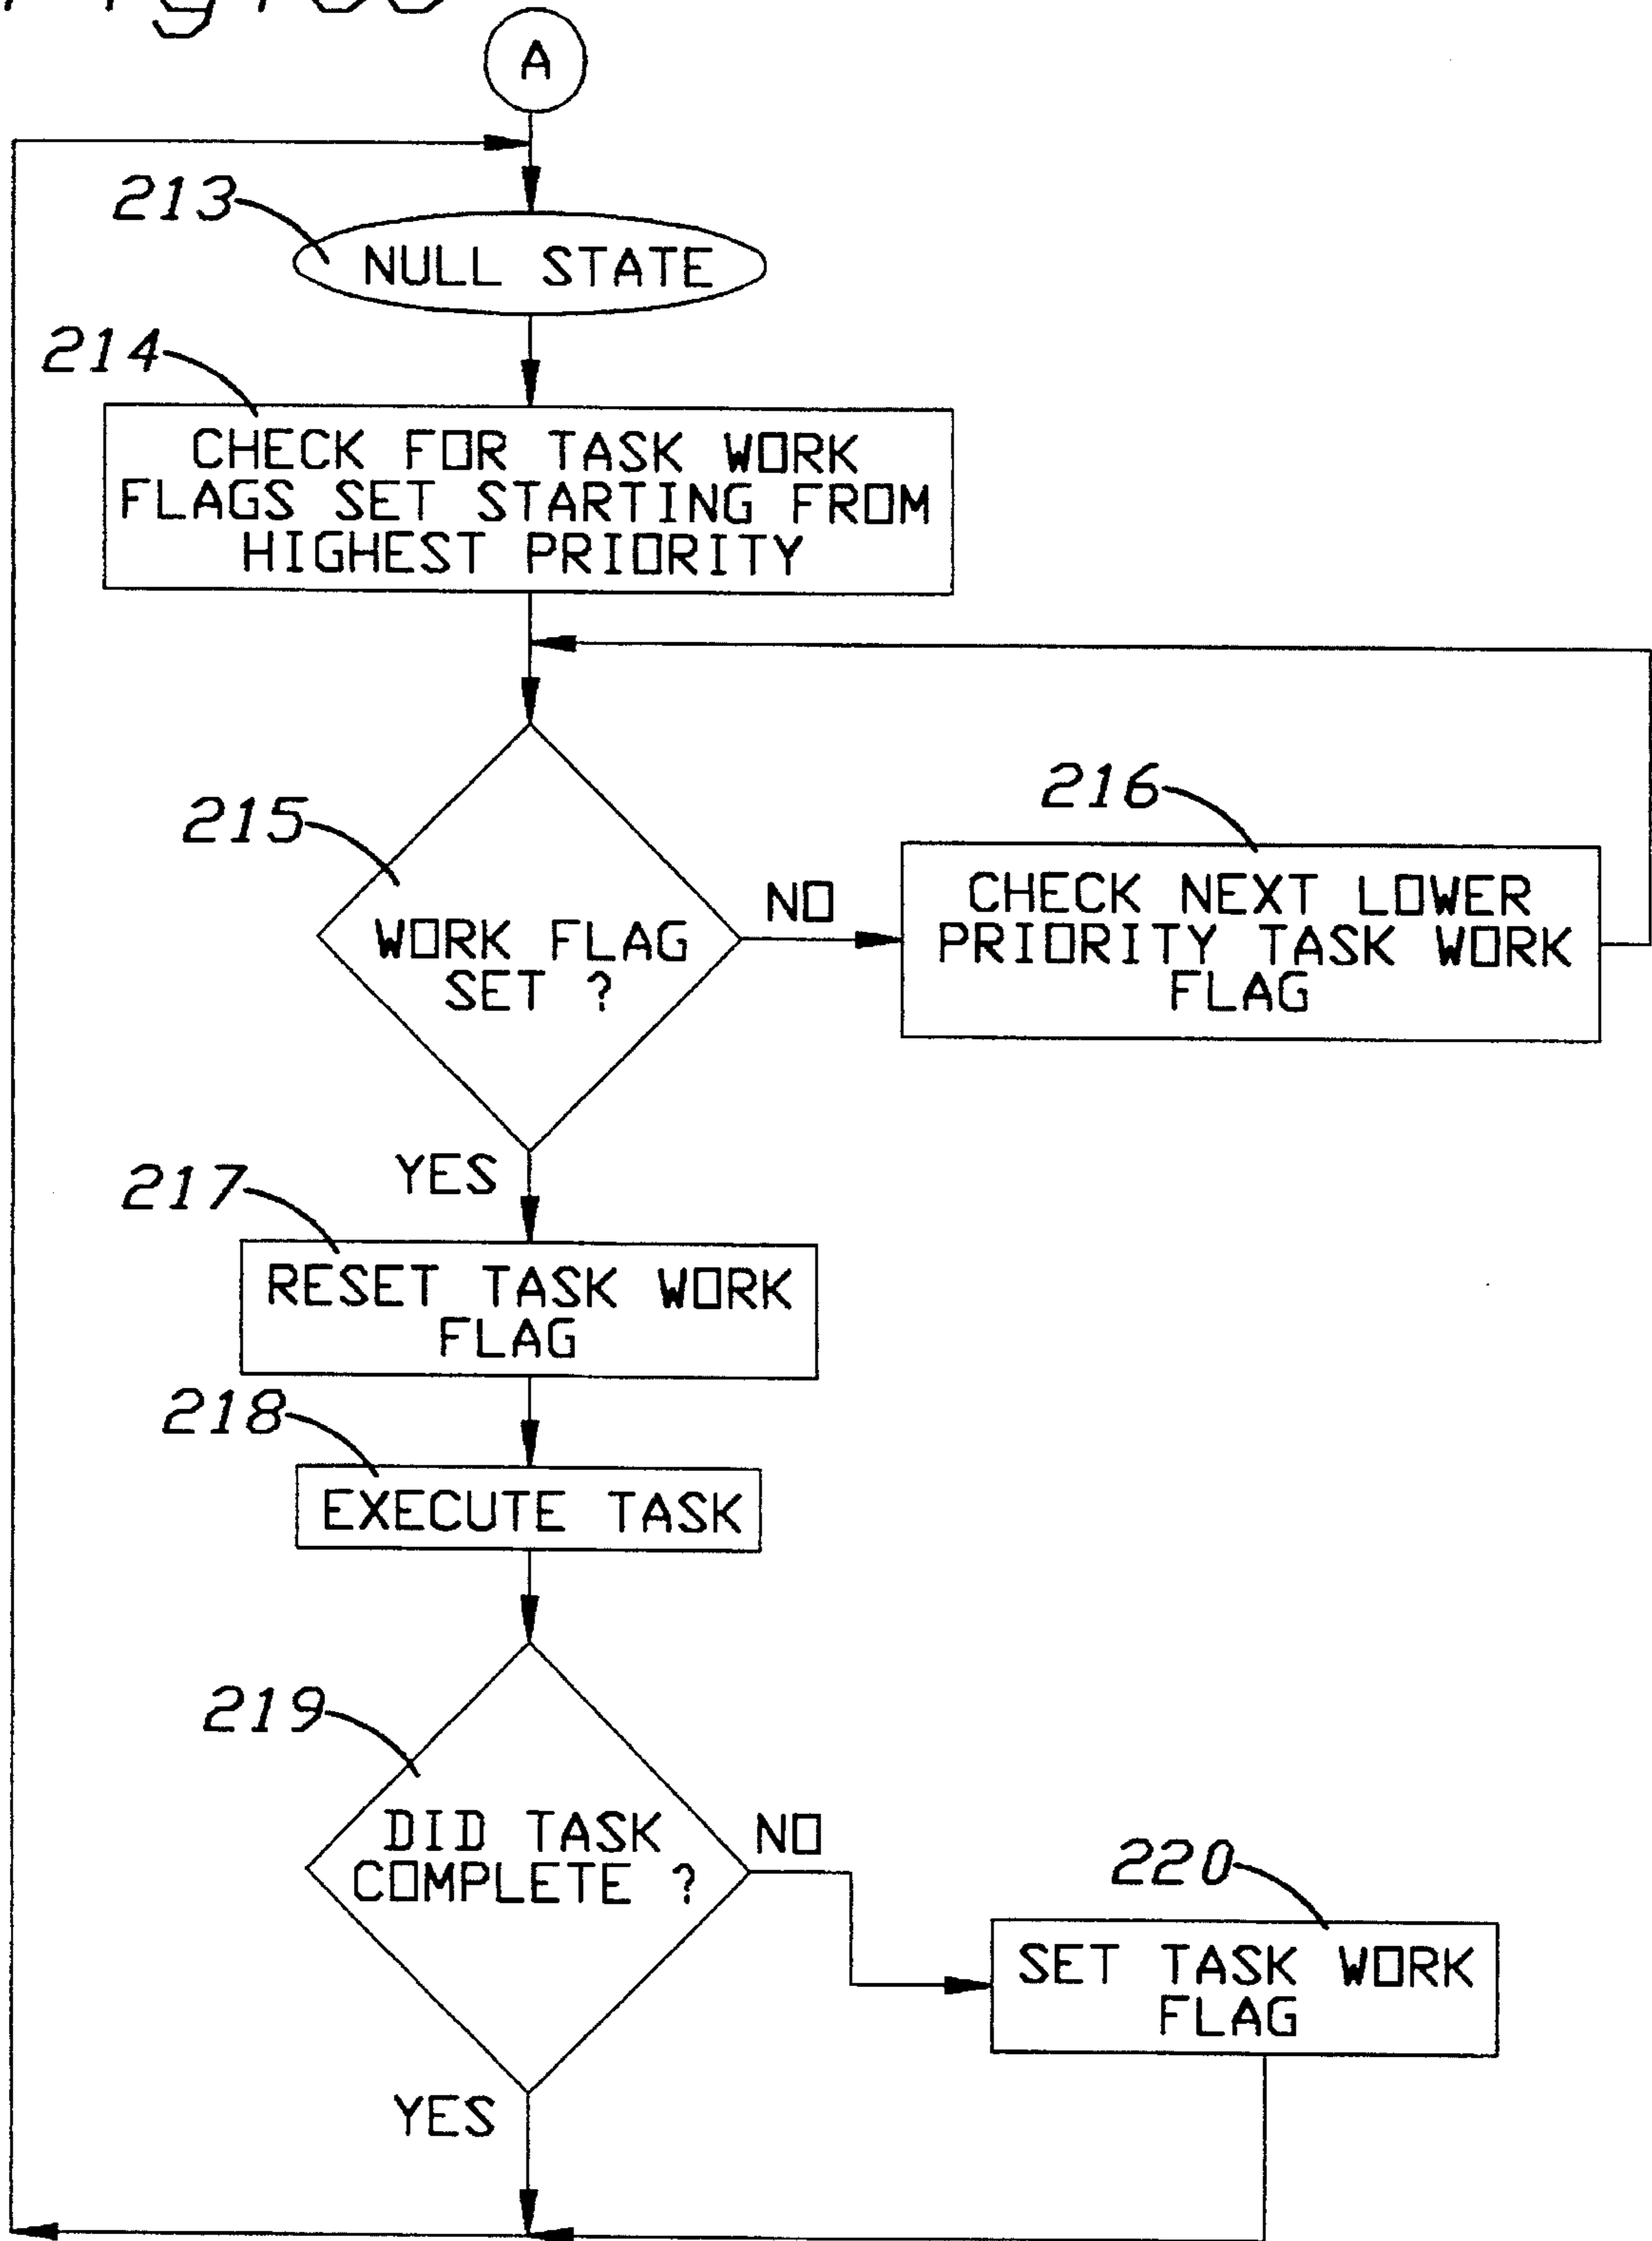 A
213
NULL STATE
214
CHECK FOR TASK WORK
FLAGS SET STARTING FROM
HIGHEST PRIORITY
215
WORK FLAG
SET ?
NO
216
CHECK NEXT LOWER
PRIORITY TASK WORK
FLAG
YES
217
RESET TASK WORK
FLAG
218
EXECUTE TASK
219
DID TASK
COMPLETE ?
NO
220
SET TASK WORK
FLAG
YES